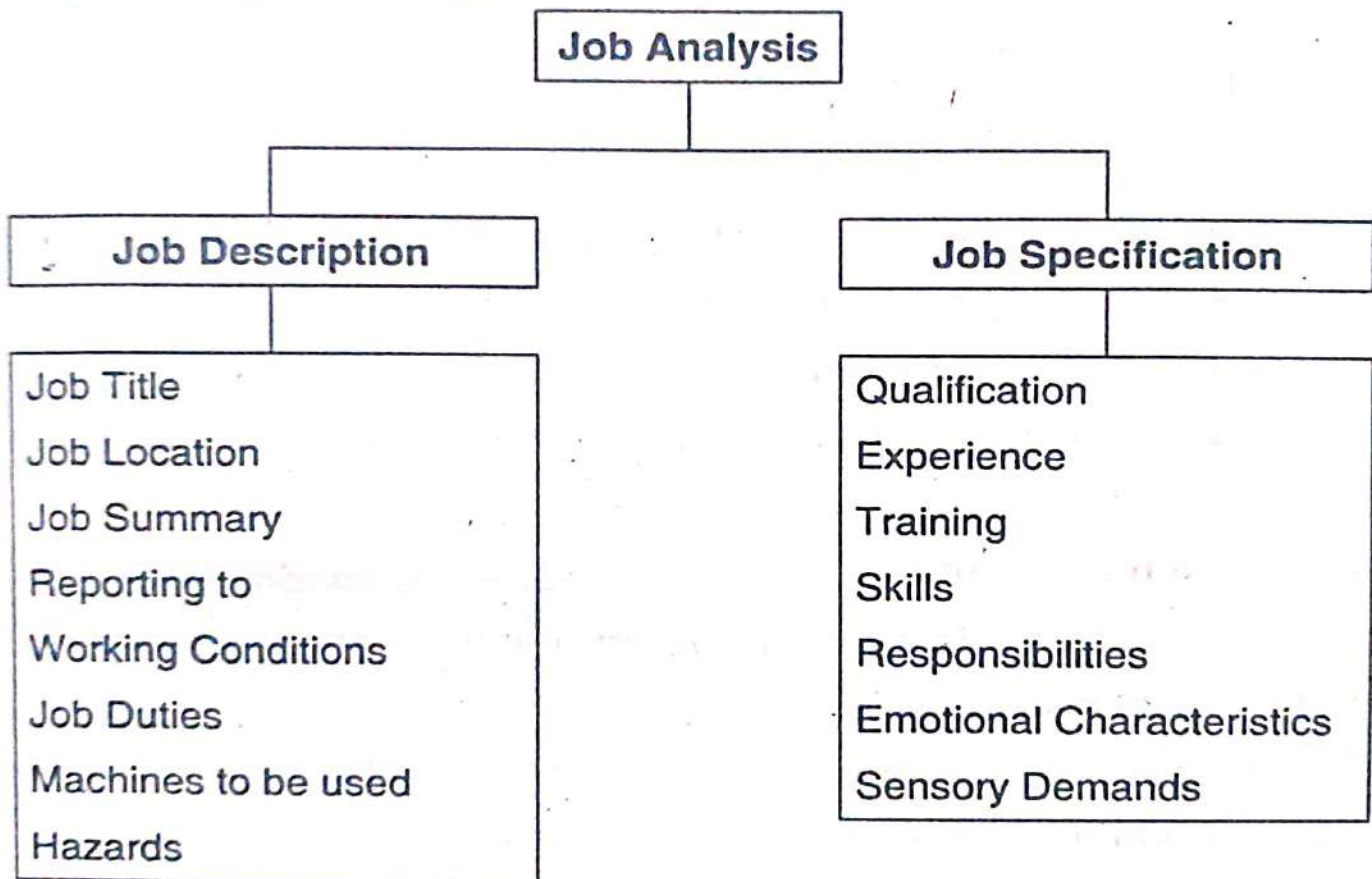 Job Analysis
Job Description
Job Title
Job Location
Job Summary
Reporting to
Working Conditions
Job Duties
Machines to be used
Hazards
Job Specification
Qualification
Experience
Training
Skills
Responsibilities
Emotional Characteristics
Sensory Demands